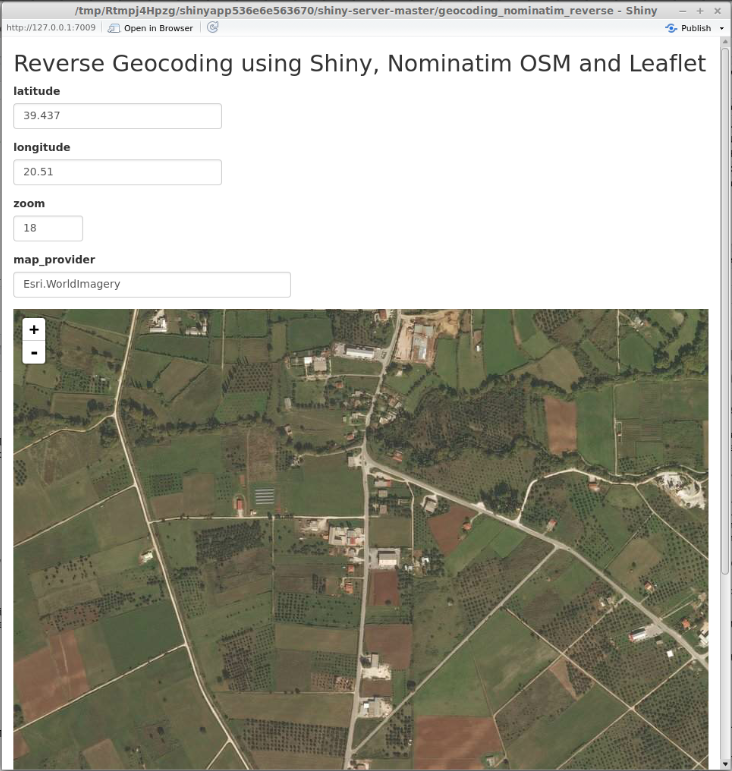 /tmp/Rtmpj4Hpzg/shinyapp536e6e563670/shiny-server-master/geocoding_nominatim_reverse - Shiny
http://127.0.0.1:7009 Open in Browser Publish
Reverse Geocoding using Shiny, Nominatim OSM and Leaflet
latitude
39.437
longitude
20.51
zoom
18
map_provider
Esri.WorldImagery
+
-